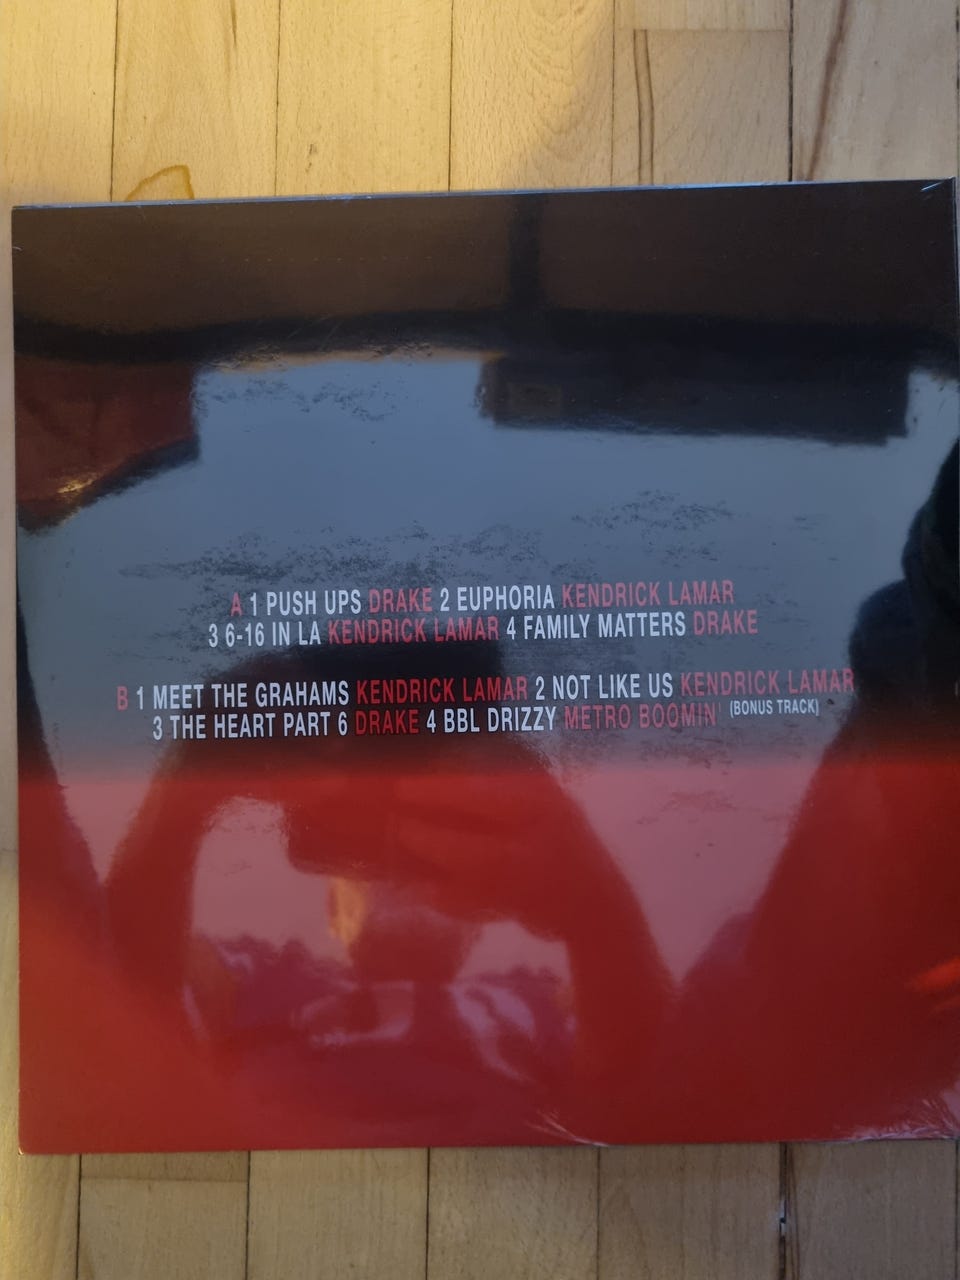 A 1 PUSH UPS DRAKE 2 EUPHORIA KENDRICK LAMAR
3 6-16 IN LA KENDRICK LAMAR 4 FAMILY MATTERS DRAKE
B 1 MEET THE GRAHAMS KENDRICK LAMAR 2 NOT LIKE US KENDRICK LAMAR
3 THE HEART PART 6 DRAKE 4 BBL DRIZZY METRO BOOMIN' (BONUS TRACK)